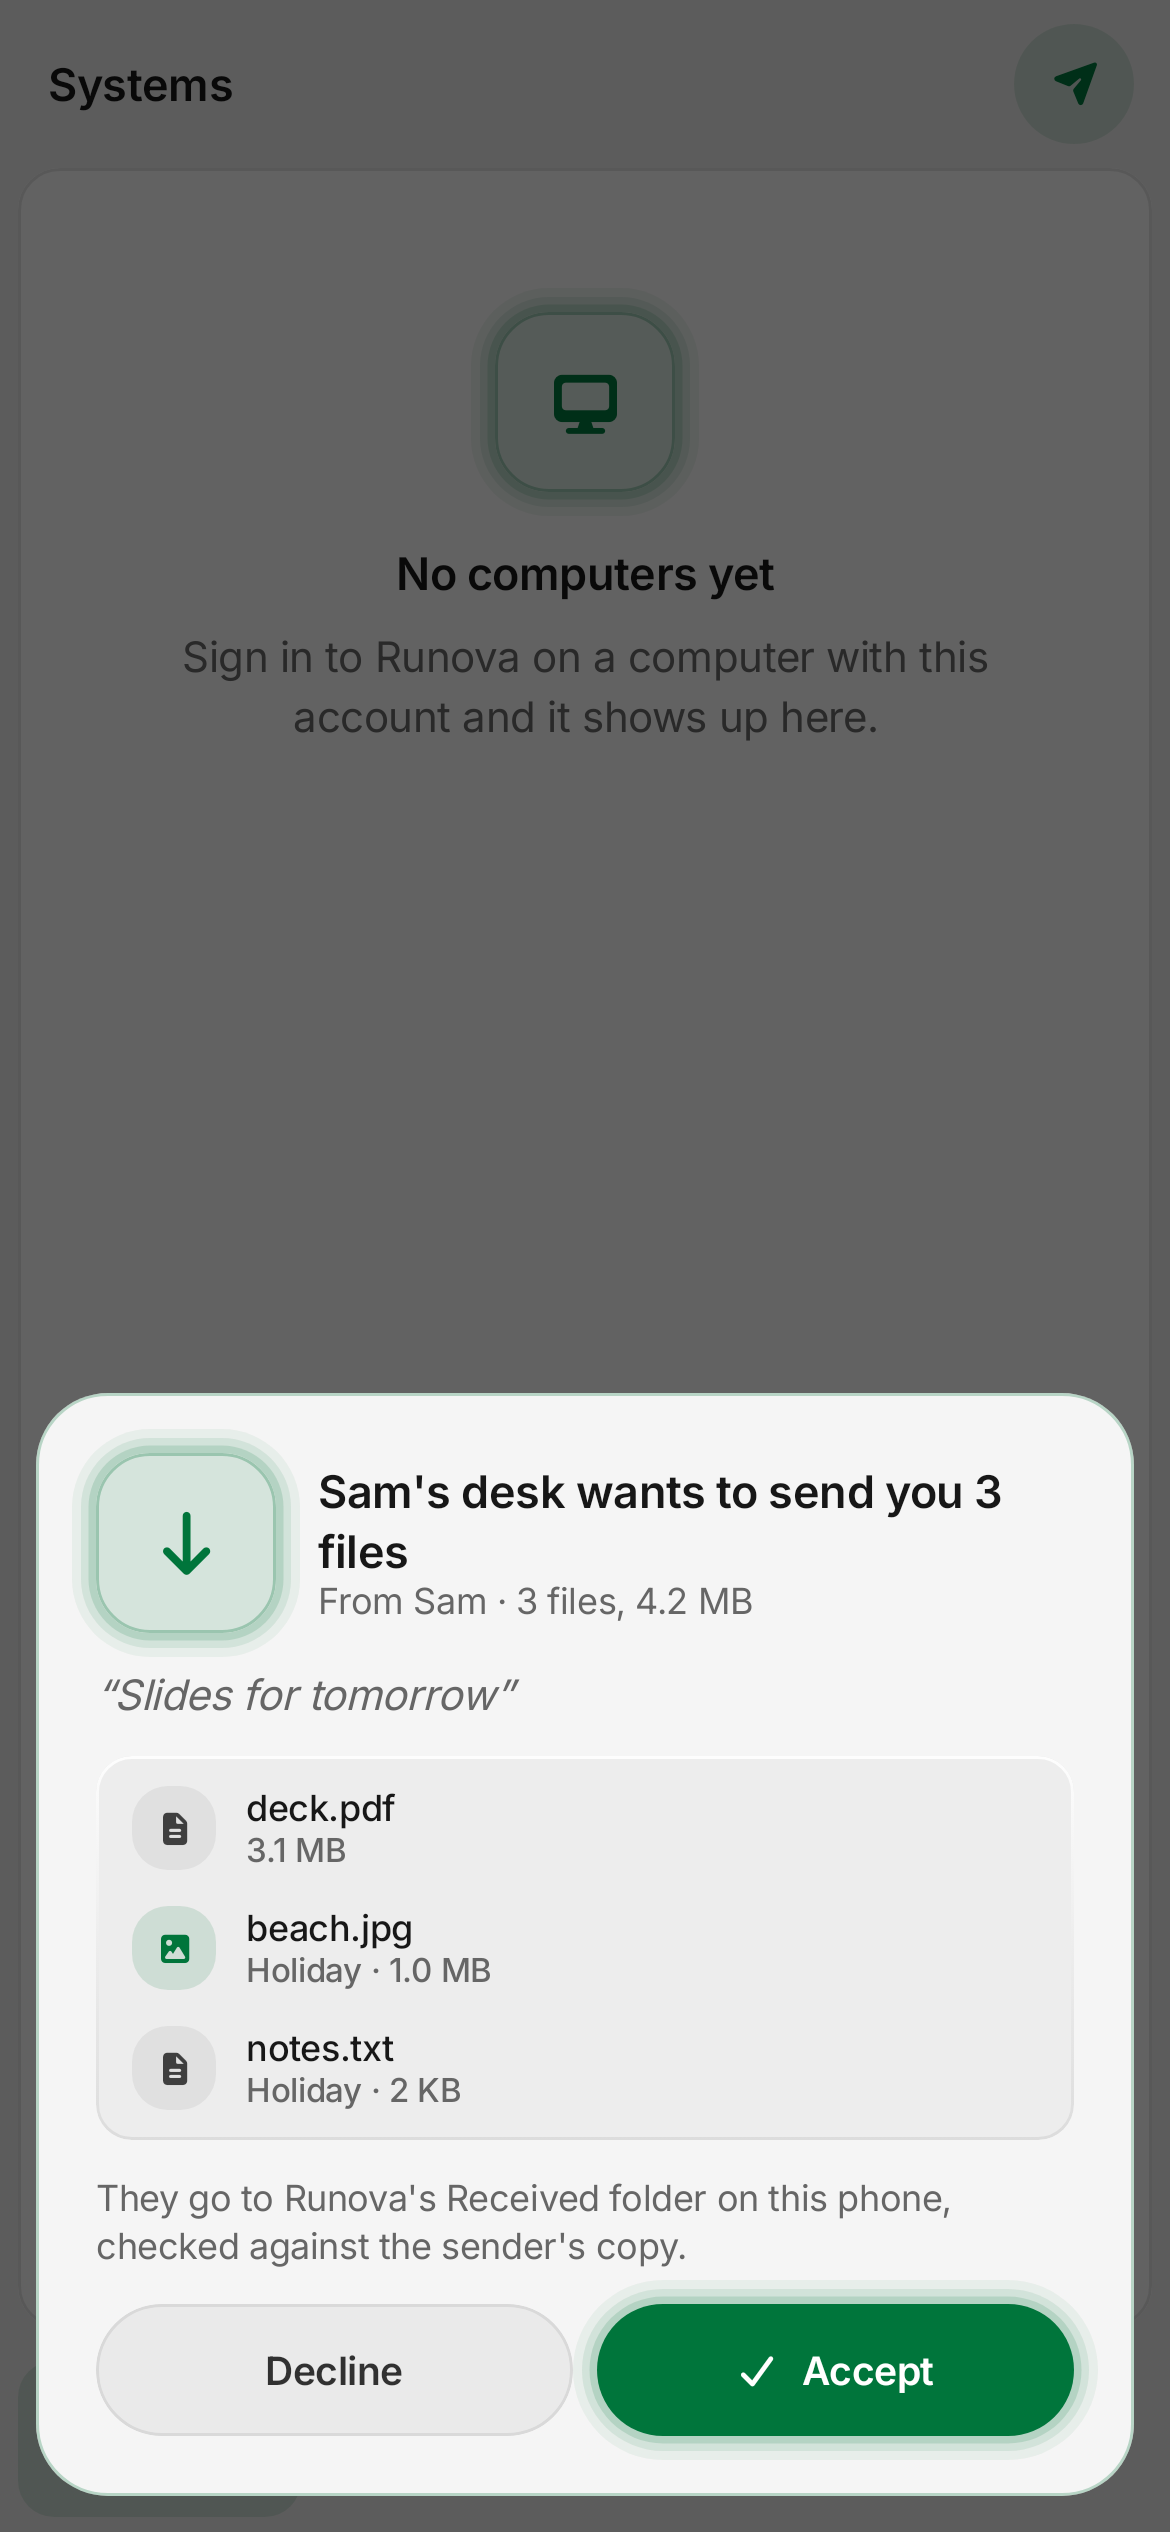 Systems
No computers yet
Sign in to Runova on a computer with this
account and it shows up here.
Sam's desk wants to send you 3
files
From Sam · 3 files, 4.2 MB
“Slides for tomorrow”
deck.pdf
3.1 MB
beach.jpg
Holiday · 1.0 MB
notes.txt
Holiday · 2 KB
They go to Runova's Received folder on this phone,
checked against the sender's copy.
Decline
Accept